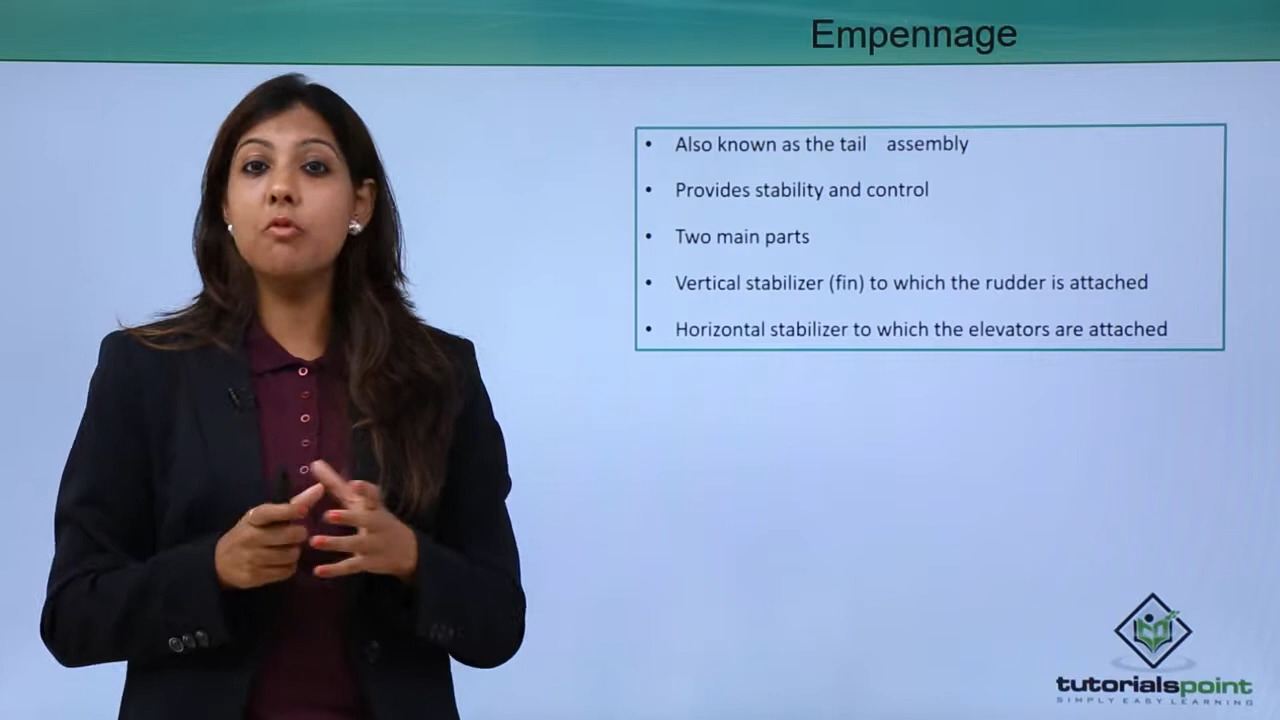 Empennage
• Also known as the tail assembly
• Provides stability and control
• Two main parts
• Vertical stabilizer (fin) to which the rudder is attached
• Horizontal stabilizer to which the elevators are attached
tutorialspoint
SIMPLY EASY LEARNING